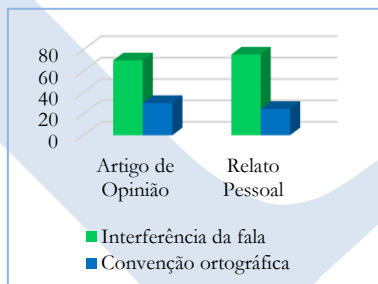 80
60
40
20
0
Artigo de
Opinião
Relato
Pessoal
Interferência da fala
Convenção ortográfica